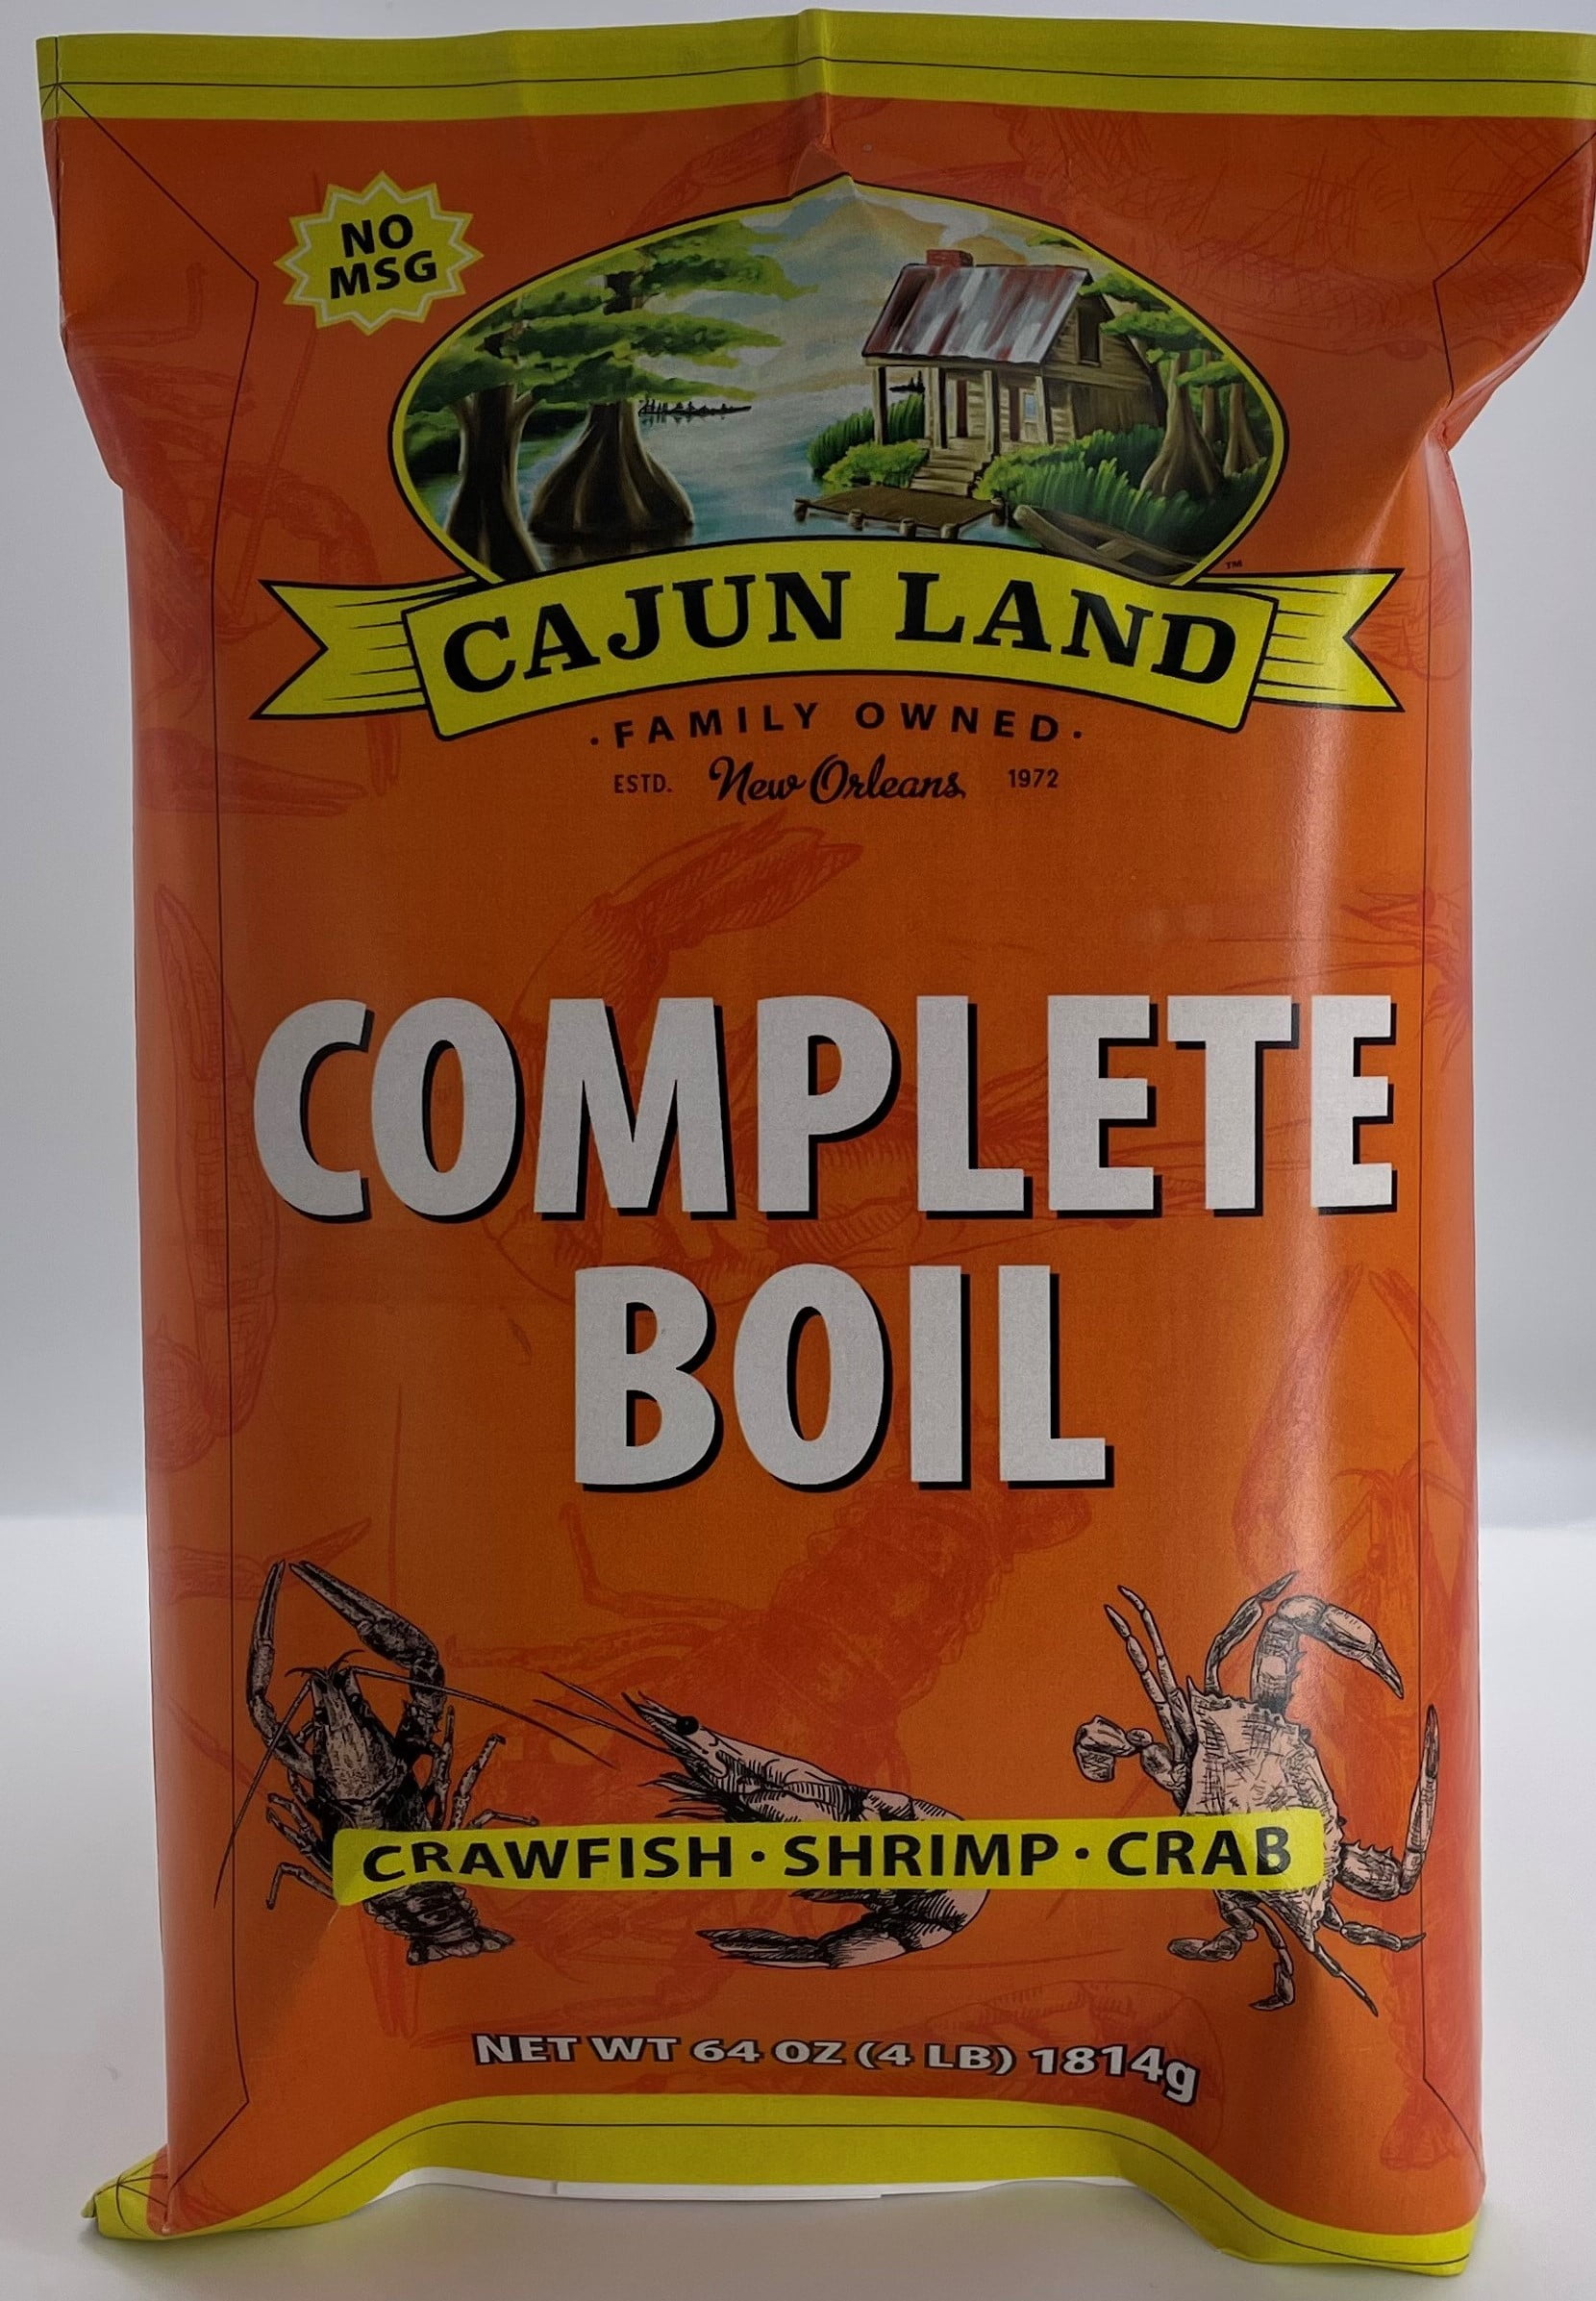 NO
MSG
CAJUN LAND
™
·FAMILY OWNED·
ESTD. New Orleans 1972
COMPLETE
BOIL
CRAWFISH·SHRIMP·CRAB
NET WT 64 OZ (4 LB) 1814g